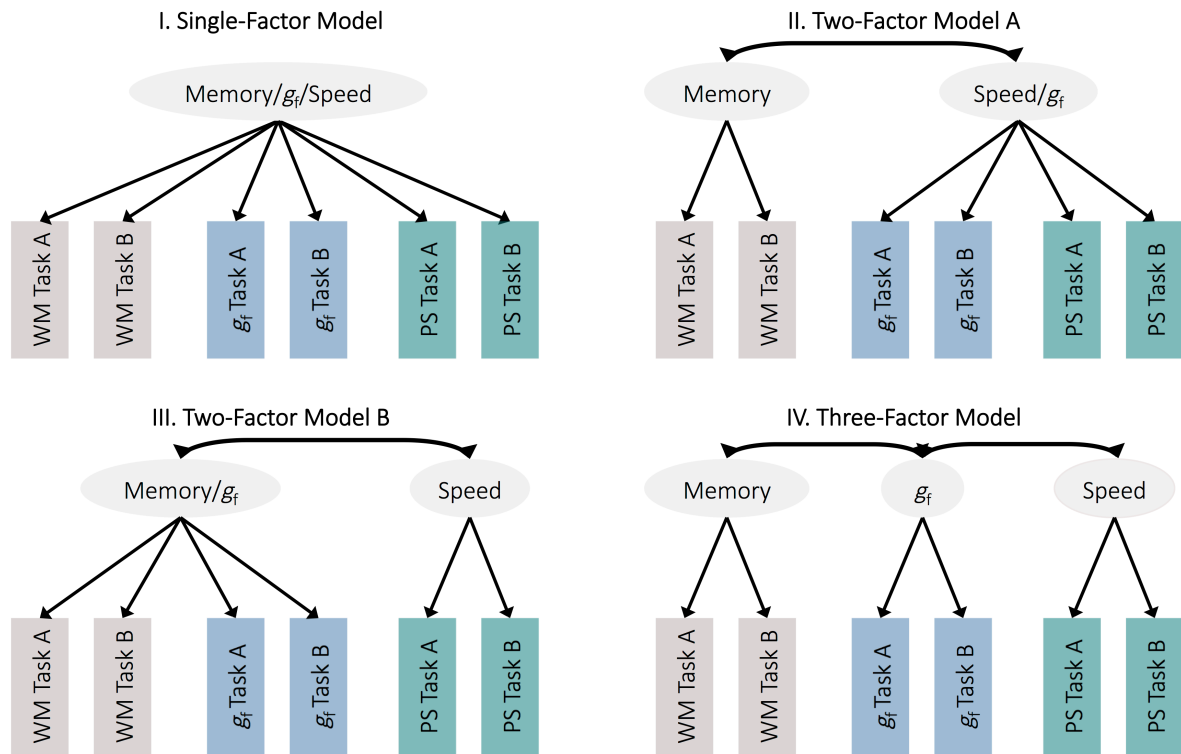 I. Single-Factor Model
Memory/gf/Speed
WM Task A
WM Task B
gf Task A
gf Task B
PS Task A
PS Task B
II. Two-Factor Model A
Memory
Speed/gf
WM Task A
WM Task B
gf Task A
gf Task B
PS Task A
PS Task B
III. Two-Factor Model B
Memory/gf
Speed
WM Task A
WM Task B
gf Task A
gf Task B
PS Task A
PS Task B
IV. Three-Factor Model
Memory
gf
Speed
WM Task A
WM Task B
gf Task A
gf Task B
PS Task A
PS Task B